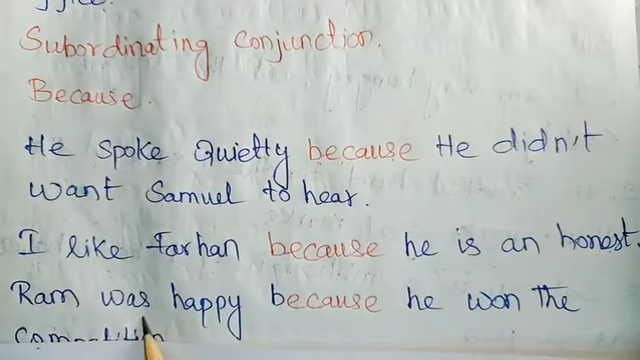 Subordinating conjunction.
Because.
He spoke Quietly because He didn't
want Samuel to hear.
I like Farhan because he is an honest.
Ram was happy because he won the